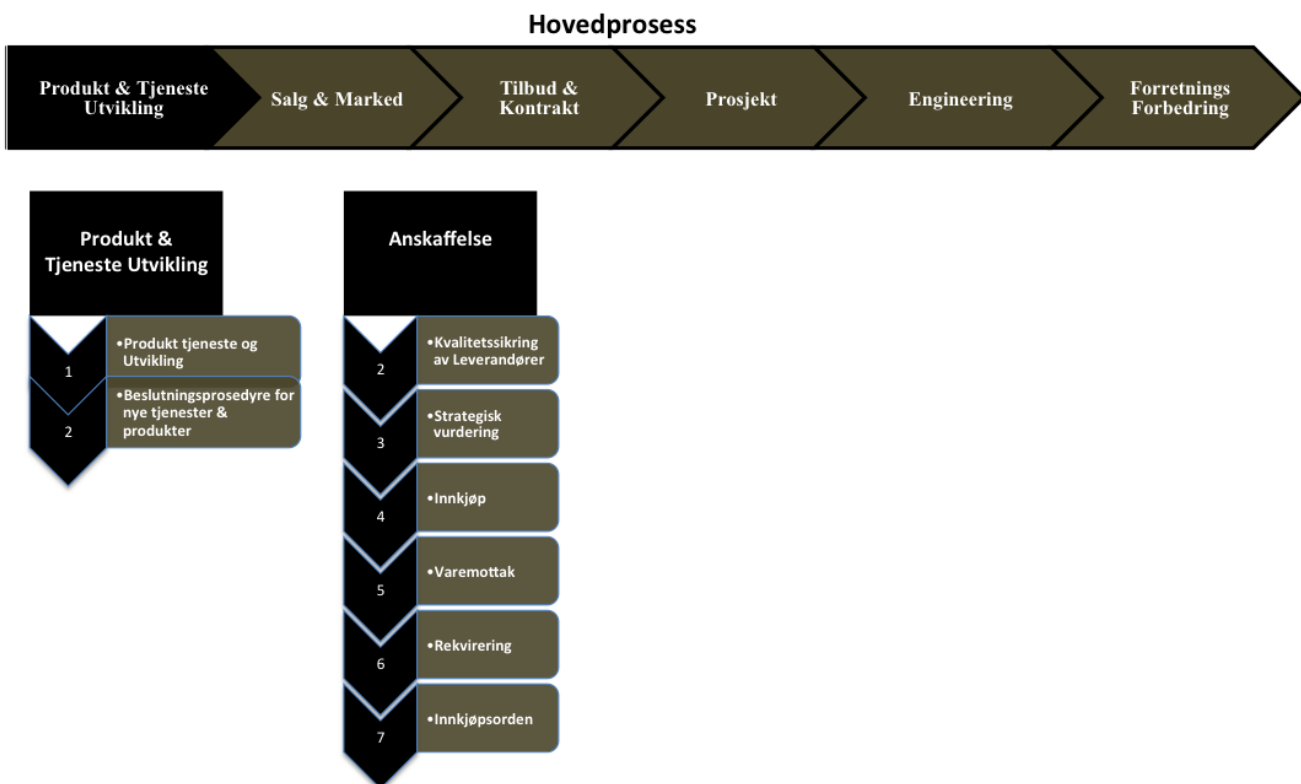 Hovedprosess
Produkt & Tjeneste
Utvikling
Salg & Marked
Tilbud &
Kontrakt
Prosjekt
Engineering
Forretnings
Forbedring
Produkt &
Tjeneste Utvikling
1
•Produkt tjeneste og
Utvikling
2
•Beslutningsprosedyre for
nye tjenester &
produkter
Anskaffelse
2
•Kvalitetssikring
av Leverandører
3
•Strategisk
vurdering
4
•Innkjøp
5
•Varemottak
6
•Rekvirering
7
•Innkjøpsorden